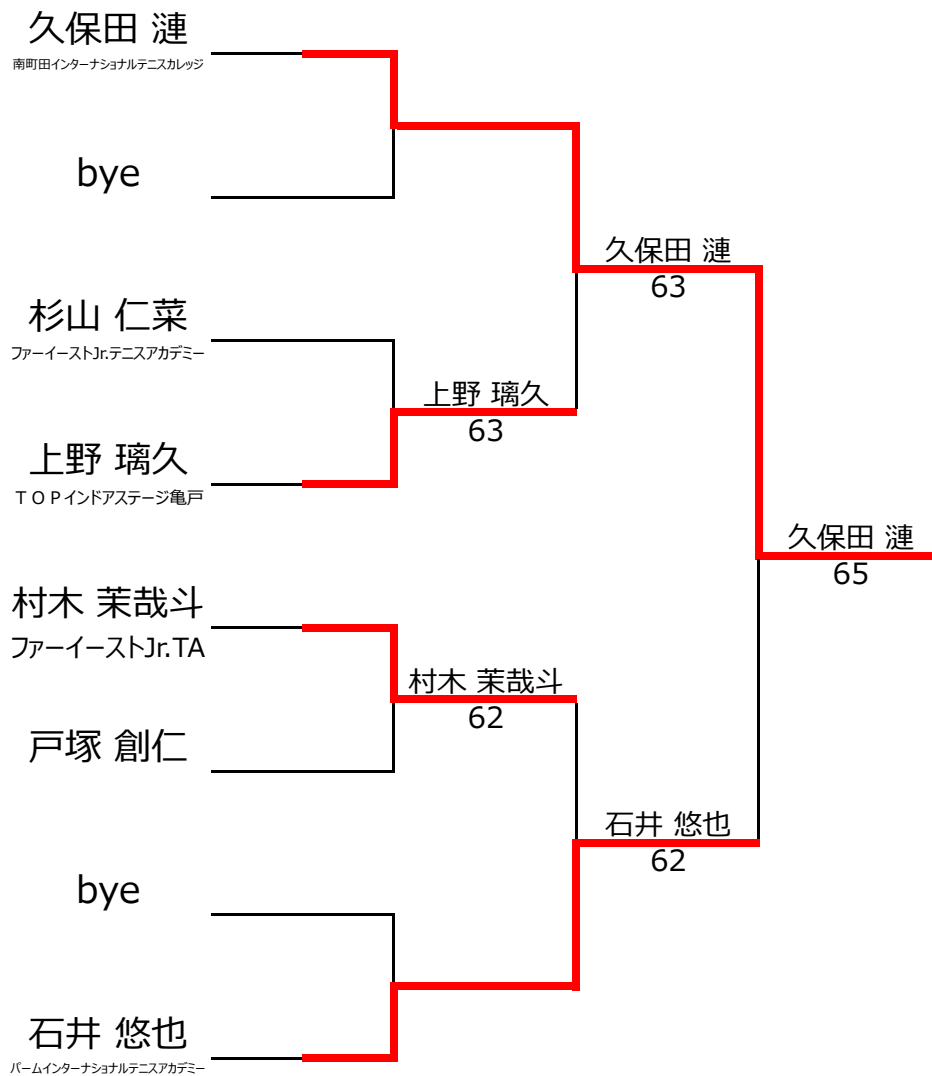 久保田 漣
南町田インターナショナルテニスカレッジ
bye
久保田 漣
63
杉山 仁菜
ファーイーストJr.テニスアカデミー
上野 璃久
63
上野 璃久
ＴＯＰインドアステージ亀戸
久保田 漣
65
村木 茉哉斗
ファーイーストJr.TA
村木 茉哉斗
62
戸塚 創仁
石井 悠也
62
bye
石井 悠也
パームインターナショナルテニスアカデミー